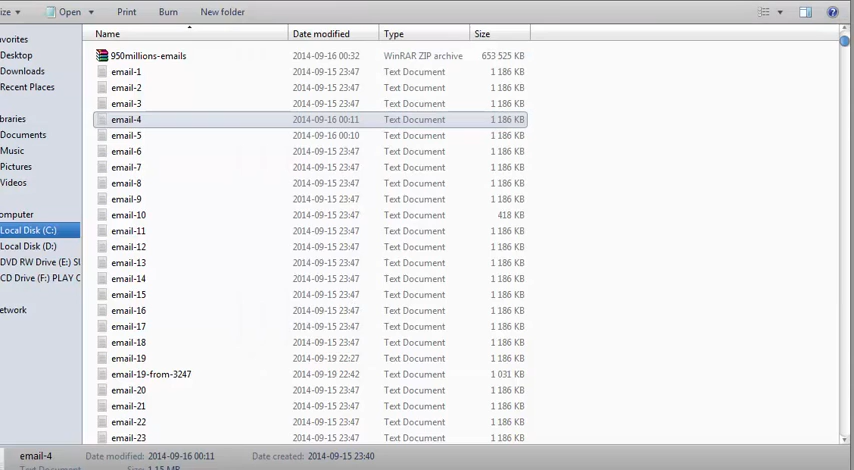 ze Open Print Burn New folder
Name Date modified Type Size
avorites
Desktop
Downloads
Recent Places
braries
Documents
Music
Pictures
Videos
omputer
Local Disk (C:)
Local Disk (D:)
DVD RW Drive (E:) SI
CD Drive (F:) PLAY C
etwork
950millions-emails 2014-09-16 00:32 WinRAR ZIP archive 653 525 KB
email-1 2014-09-15 23:47 Text Document 1 186 KB
email-2 2014-09-15 23:47 Text Document 1 186 KB
email-3 2014-09-15 23:47 Text Document 1 186 KB
email-4 2014-09-16 00:11 Text Document 1 186 KB
email-5 2014-09-16 00:10 Text Document 1 186 KB
email-6 2014-09-15 23:47 Text Document 1 186 KB
email-7 2014-09-15 23:47 Text Document 1 186 KB
email-8 2014-09-15 23:47 Text Document 1 186 KB
email-9 2014-09-15 23:47 Text Document 1 186 KB
email-10 2014-09-15 23:47 Text Document 418 KB
email-11 2014-09-15 23:47 Text Document 1 186 KB
email-12 2014-09-15 23:47 Text Document 1 186 KB
email-13 2014-09-15 23:47 Text Document 1 186 KB
email-14 2014-09-15 23:47 Text Document 1 186 KB
email-15 2014-09-15 23:47 Text Document 1 186 KB
email-16 2014-09-15 23:47 Text Document 1 186 KB
email-17 2014-09-15 23:47 Text Document 1 186 KB
email-18 2014-09-15 23:47 Text Document 1 186 KB
email-19 2014-09-19 22:27 Text Document 1 186 KB
email-19-from-3247 2014-09-19 22:42 Text Document 1 031 KB
email-20 2014-09-15 23:47 Text Document 1 186 KB
email-21 2014-09-15 23:47 Text Document 1 186 KB
email-22 2014-09-15 23:47 Text Document 1 186 KB
email-23 2014-09-15 23:47 Text Document 1 186 KB
email-4 Date modified: 2014-09-16 00:11 Date created: 2014-09-15 23:40
Text Document Size: 1,15 MB